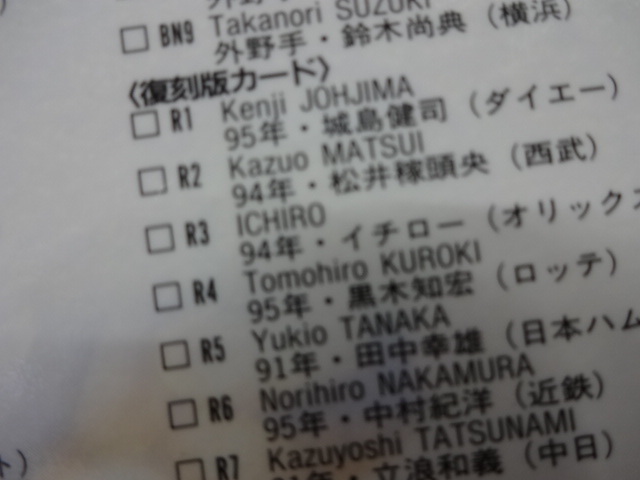 □ BN9 Takanori SUZUKI
外野手・鈴木尚典（横浜）
〈復刻版カード〉
□ R1 Kenji JOHJIMA
95年・城島健司（ダイエー）
□ R2 Kazuo MATSUI
94年・松井稼頭央（西武）
□ R3 ICHIRO
94年・イチロー（オリックス
□ R4 Tomohiro KUROKI
95年・黒木知宏（ロッテ）
□ R5 Yukio TANAKA
91年・田中幸雄（日本ハム
□ R6 Norihiro NAKAMURA
95年・中村紀洋（近鉄）
□ R7 Kazuyoshi TATSUNAMI
年・立浪和義（中日）
ト）